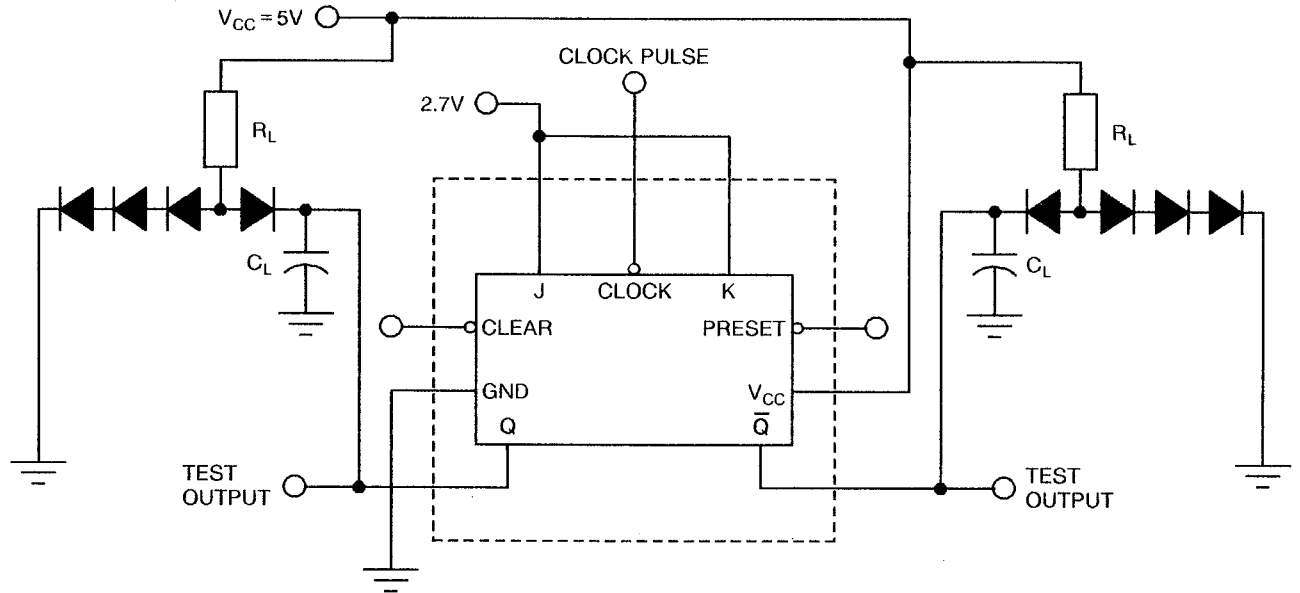 V_CC = 5V
CLOCK PULSE
2.7V
R_L
R_L
C_L
C_L
J
CLOCK
K
CLEAR
PRESET
GND
V_CC
Q
Q̅
TEST
OUTPUT
TEST
OUTPUT